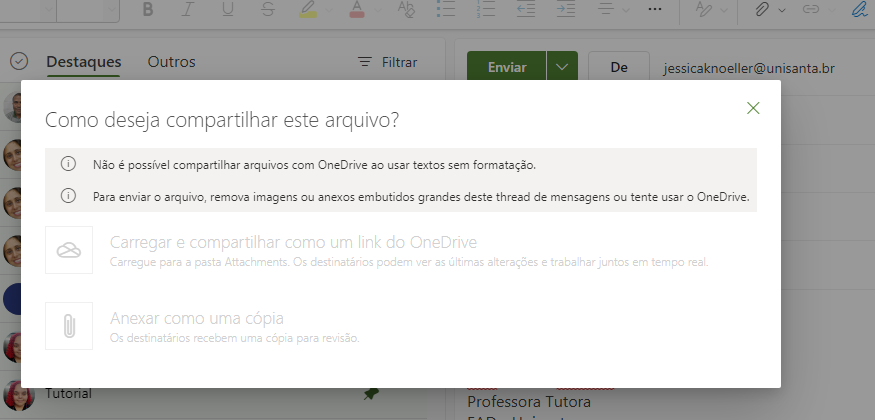 B I U
Destaques Outros Filtrar
Enviar De jessicaknoeller@unisanta.br
Como deseja compartilhar este arquivo?
Não é possível compartilhar arquivos com OneDrive ao usar textos sem formatação.
Para enviar o arquivo, remova imagens ou anexos embutidos grandes deste thread de mensagens ou tente usar o OneDrive.
Carregar e compartilhar como um link do OneDrive
Carregue para a pasta Attachments. Os destinatários podem ver as últimas alterações e trabalhar juntos em tempo real.
Anexar como uma cópia
Os destinatários recebem uma cópia para revisão.
Tutorial
Professora Tutora